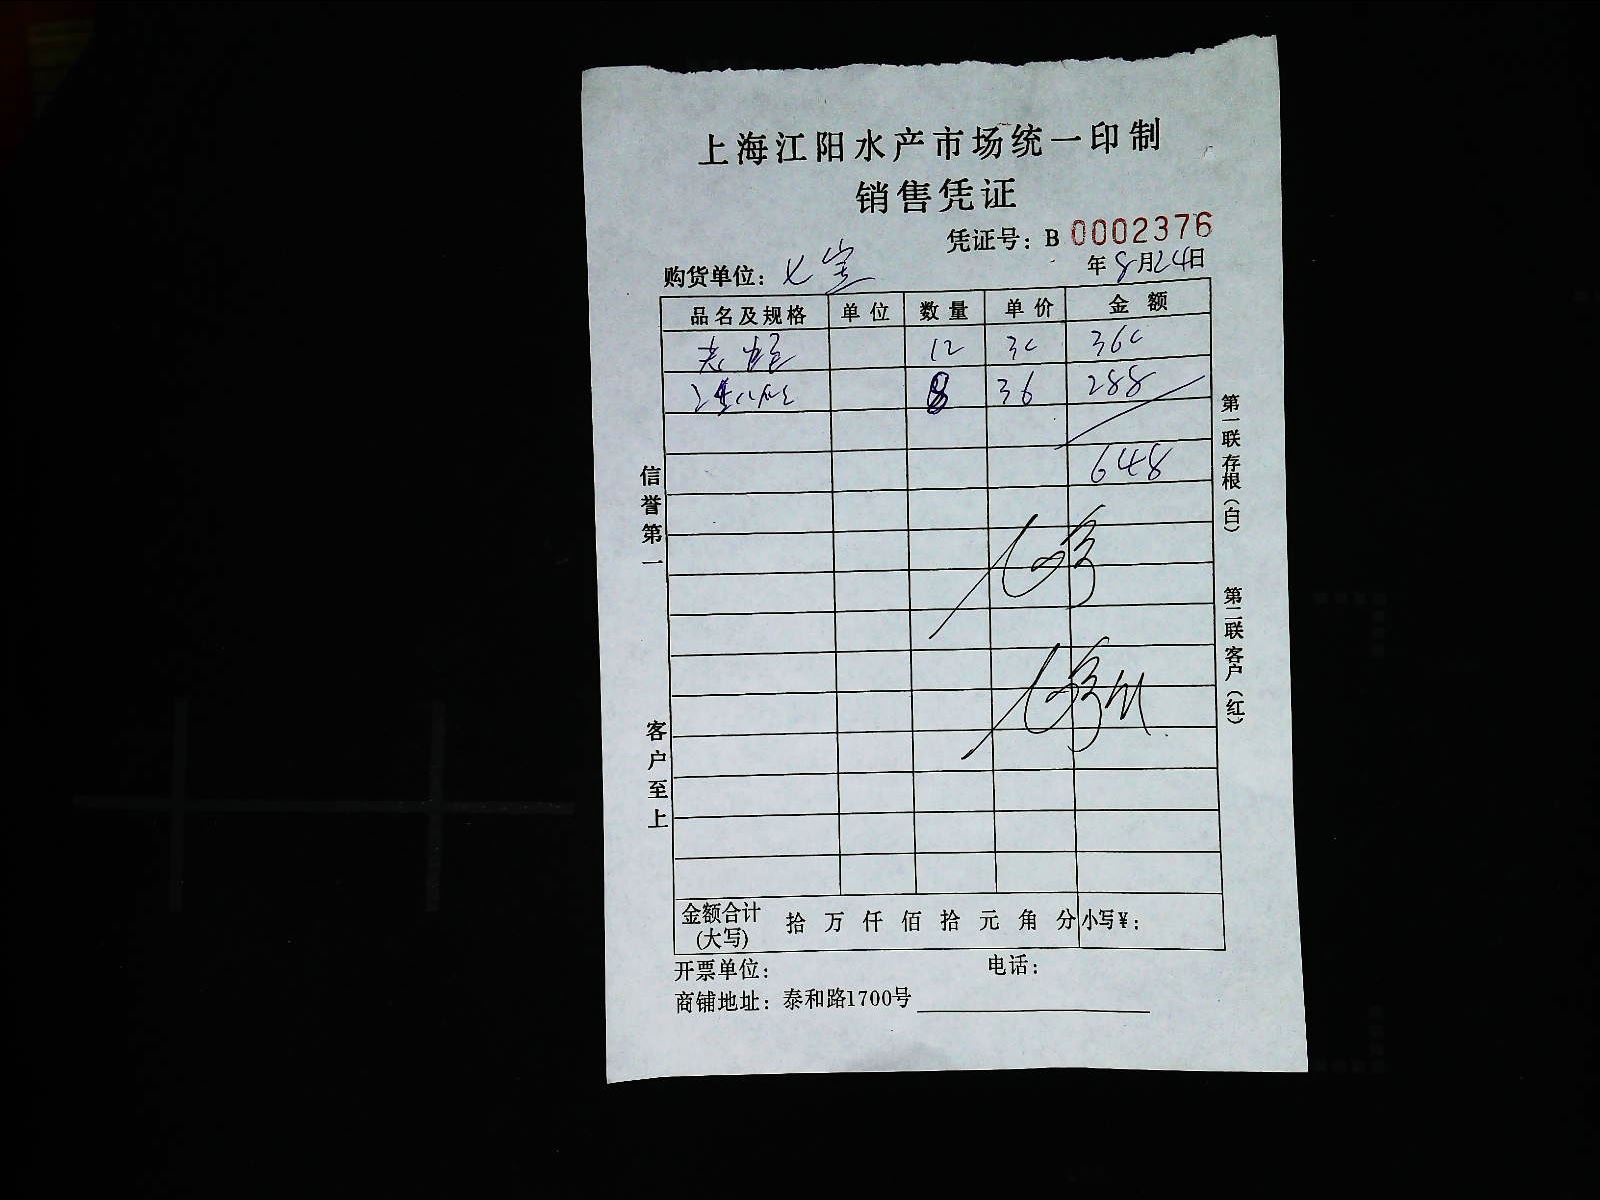 上海江阳水产市场统一印制
销售凭证
凭证号：B 0002376
购货单位：七宝 年8月24日
品名及规格 单位 数量 单价 金额
12 30 360
8 36 288
648
信誉第一
客户至上
第一联存根（白）
第二联客户（红）
金额合计(大写) 拾 万 仟 佰 拾 元 角 分 小写¥：
开票单位： 电话：
商铺地址：泰和路1700号